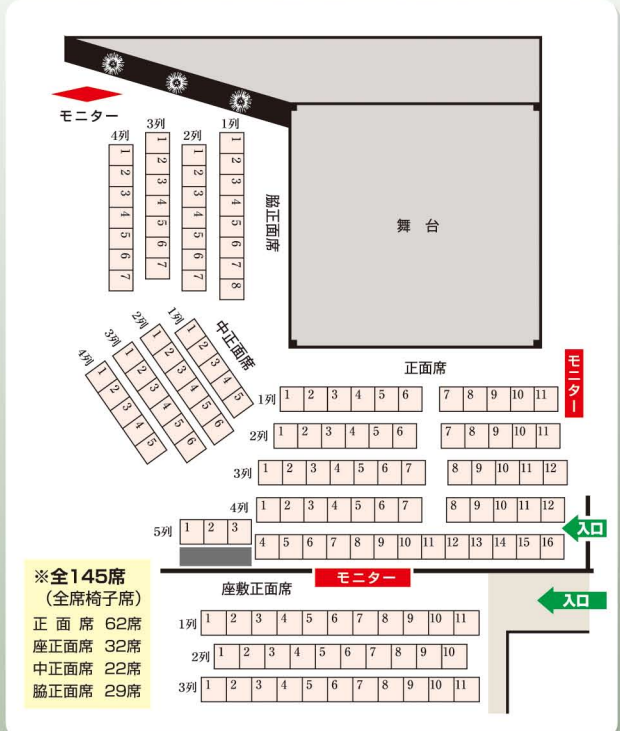 モニター
4列
3列
2列
1列
1 2 3 4 5 6 7
1 2 3 4 5 6 7
1 2 3 4 5 6 7
1 2 3 4 5 6 7 8
脇正面席
舞台
中正面席
4列 1 2 3 4 5
3列 1 2 3 4 5 6
2列 1 2 3 4 5 6
1列 1 2 3 4 5
正面席
モニター
1列 1 2 3 4 5 6 7 8 9 10 11
2列 1 2 3 4 5 6 7 8 9 10 11
3列 1 2 3 4 5 6 7 8 9 10 11 12
4列 1 2 3 4 5 6 7 8 9 10 11 12
5列 1 2 3 4 5 6 7 8 9 10 11 12 13 14 15 16
入口
入口
モニター
座敷正面席
1列 1 2 3 4 5 6 7 8 9 10 11
2列 1 2 3 4 5 6 7 8 9 10
3列 1 2 3 4 5 6 7 8 9 10 11
※全145席
（全席椅子席）
正面席 62席
座正面席 32席
中正面席 22席
脇正面席 29席